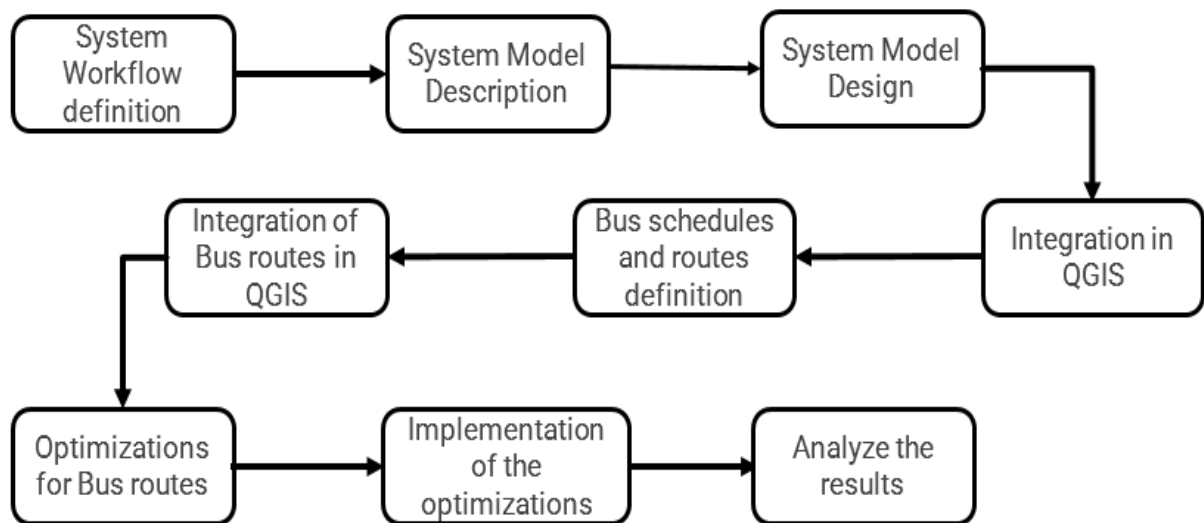 System
Workflow
definition
System Model
Description
System Model
Design
Integration in
QGIS
Bus schedules
and routes
definition
Integration of
Bus routes in
QGIS
Optimizations
for Bus routes
Implementation
of the
optimizations
Analyze the
results